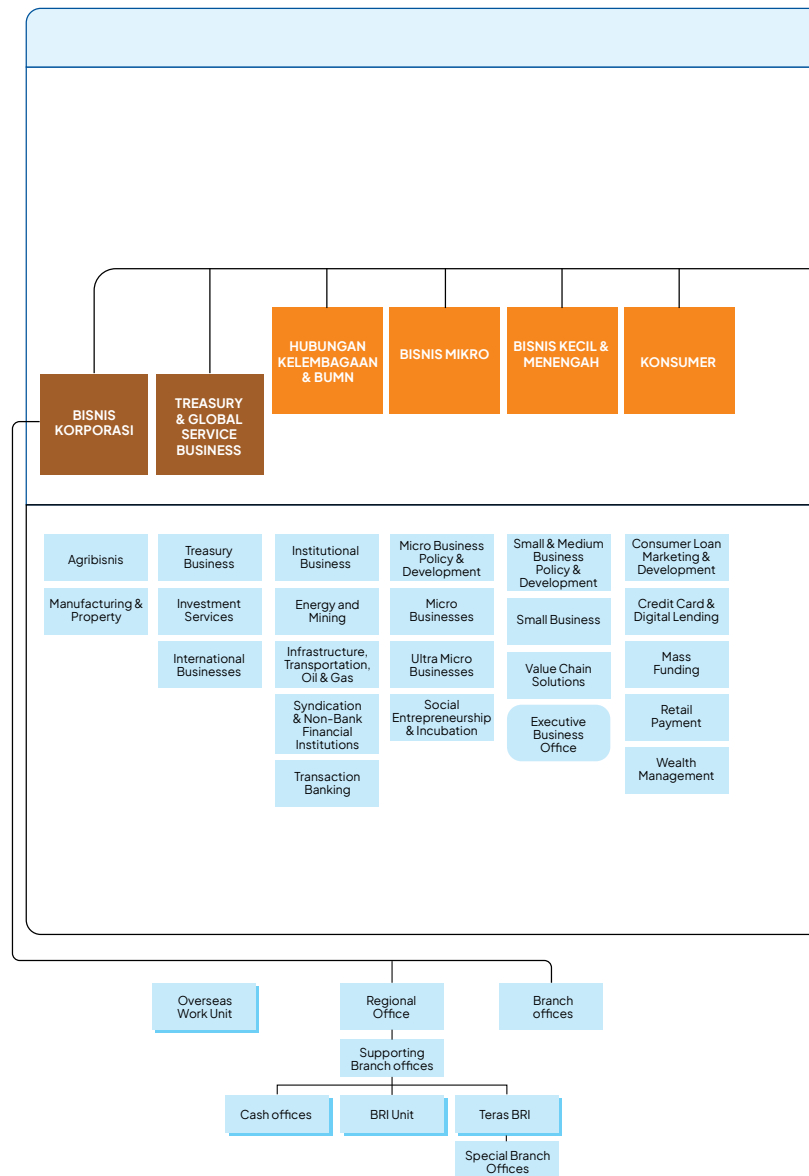 HUBUNGAN
KELEMBAGAAN
& BUMN
BISNIS MIKRO
BISNIS KECIL &
MENENGAH
KONSUMER
BISNIS
KORPORASI
TREASURY
& GLOBAL
SERVICE
BUSINESS
Agribisnis
Manufacturing &
Property
Treasury
Business
Investment
Services
International
Businesses
Institutional
Business
Energy and
Mining
Infrastructure,
Transportation,
Oil & Gas
Syndication
& Non-Bank
Financial
Institutions
Transaction
Banking
Micro Business
Policy &
Development
Micro
Businesses
Ultra Micro
Businesses
Social
Entrepreneurship
& Incubation
Small & Medium
Business
Policy &
Development
Small Business
Value Chain
Solutions
Executive
Business
Office
Consumer Loan
Marketing &
Development
Credit Card &
Digital Lending
Mass
Funding
Retail
Payment
Wealth
Management
Overseas
Work Unit
Regional
Office
Branch
offices
Supporting
Branch offices
Cash offices
BRI Unit
Teras BRI
Special Branch
Offices